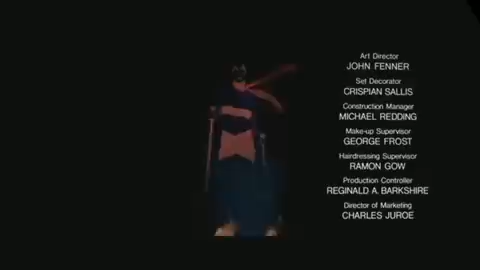 Art Director
JOHN FENNER
Set Decorator
CRISPIAN SALLIS
Construction Manager
MICHAEL REDDING
Make-up Supervisor
GEORGE FROST
Hairdressing Supervisor
RAMON GOW
Production Controller
REGINALD A. BARKSHIRE
Director of Marketing
CHARLES JUROE